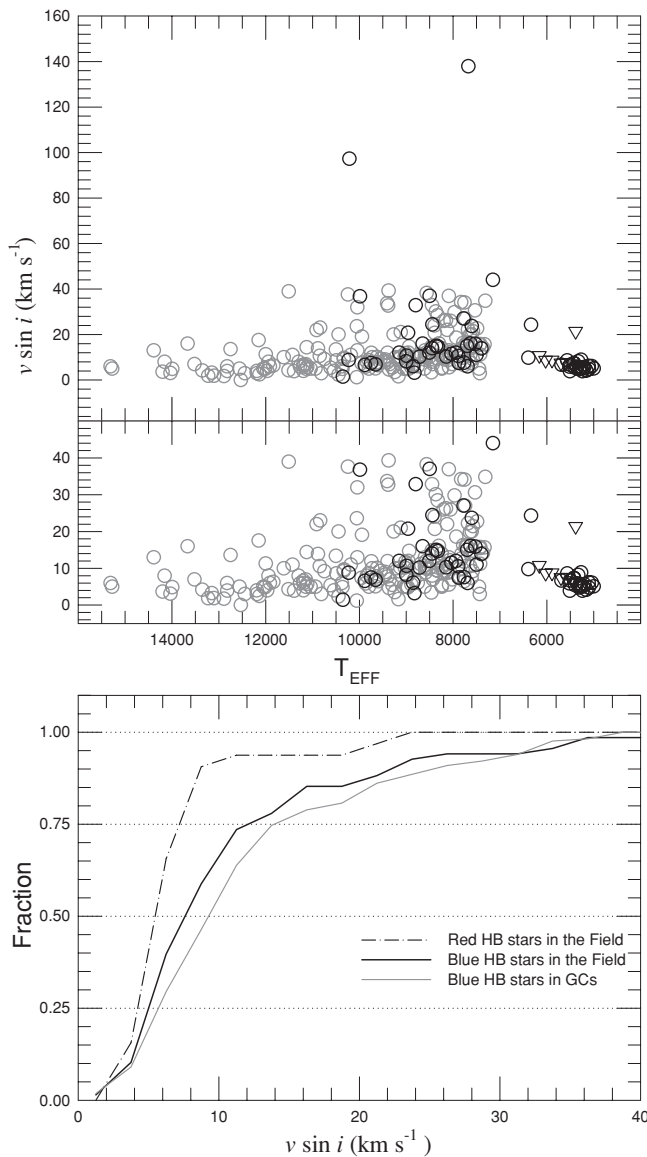 160
140
120
100
80
60
40
20
0
v sin i (km s⁻¹)
40
30
20
10
0
14000 12000 10000 8000 6000
T_EFF
1.00
0.75
0.50
0.25
0.00
Fraction
Red HB stars in the Field
Blue HB stars in the Field
Blue HB stars in GCs
0 10 20 30 40
v sin i (km s⁻¹ )